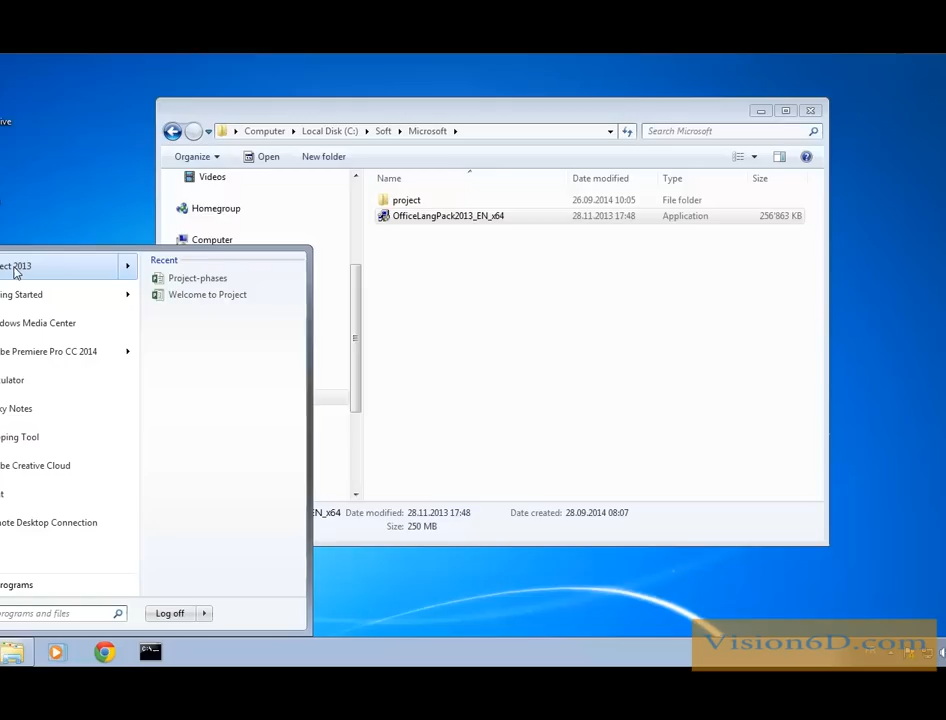 ive
Computer Local Disk (C:) Soft Microsoft Search Microsoft
Organize Open New folder
Videos
Homegroup
Computer
Name Date modified Type Size
project 26.09.2014 10:05 File folder
OfficeLangPack2013_EN_x64 28.11.2013 17:48 Application 256'863 KB
ect 2013
ing Started
dows Media Center
be Premiere Pro CC 2014
culator
ky Notes
ping Tool
be Creative Cloud
t
note Desktop Connection
rograms
programs and files
Recent
Project-phases
Welcome to Project
Log off
EN_x64 Date modified: 28.11.2013 17:48 Date created: 28.09.2014 08:07
Size: 250 MB
Vision6D.com